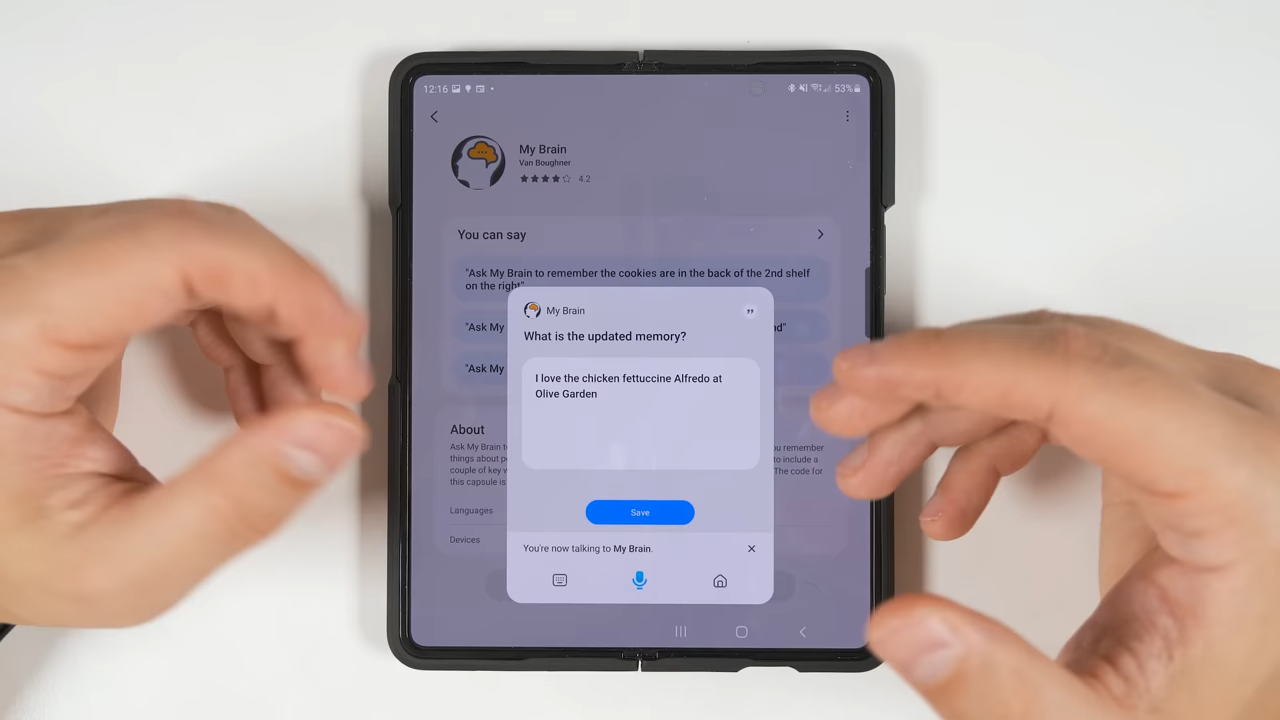 12:16
53%
My Brain
Van Boughner
4.2
You can say
"Ask My Brain to remember the cookies are in the back of the 2nd shelf
on the right"
"Ask My
nd"
"Ask My
My Brain
What is the updated memory?
I love the chicken fettuccine Alfredo at
Olive Garden
Save
You're now talking to My Brain.
About
Ask My Brain t
ou remember
things about p
to include a
couple of key w
The code for
this capsule is
Languages
Devices